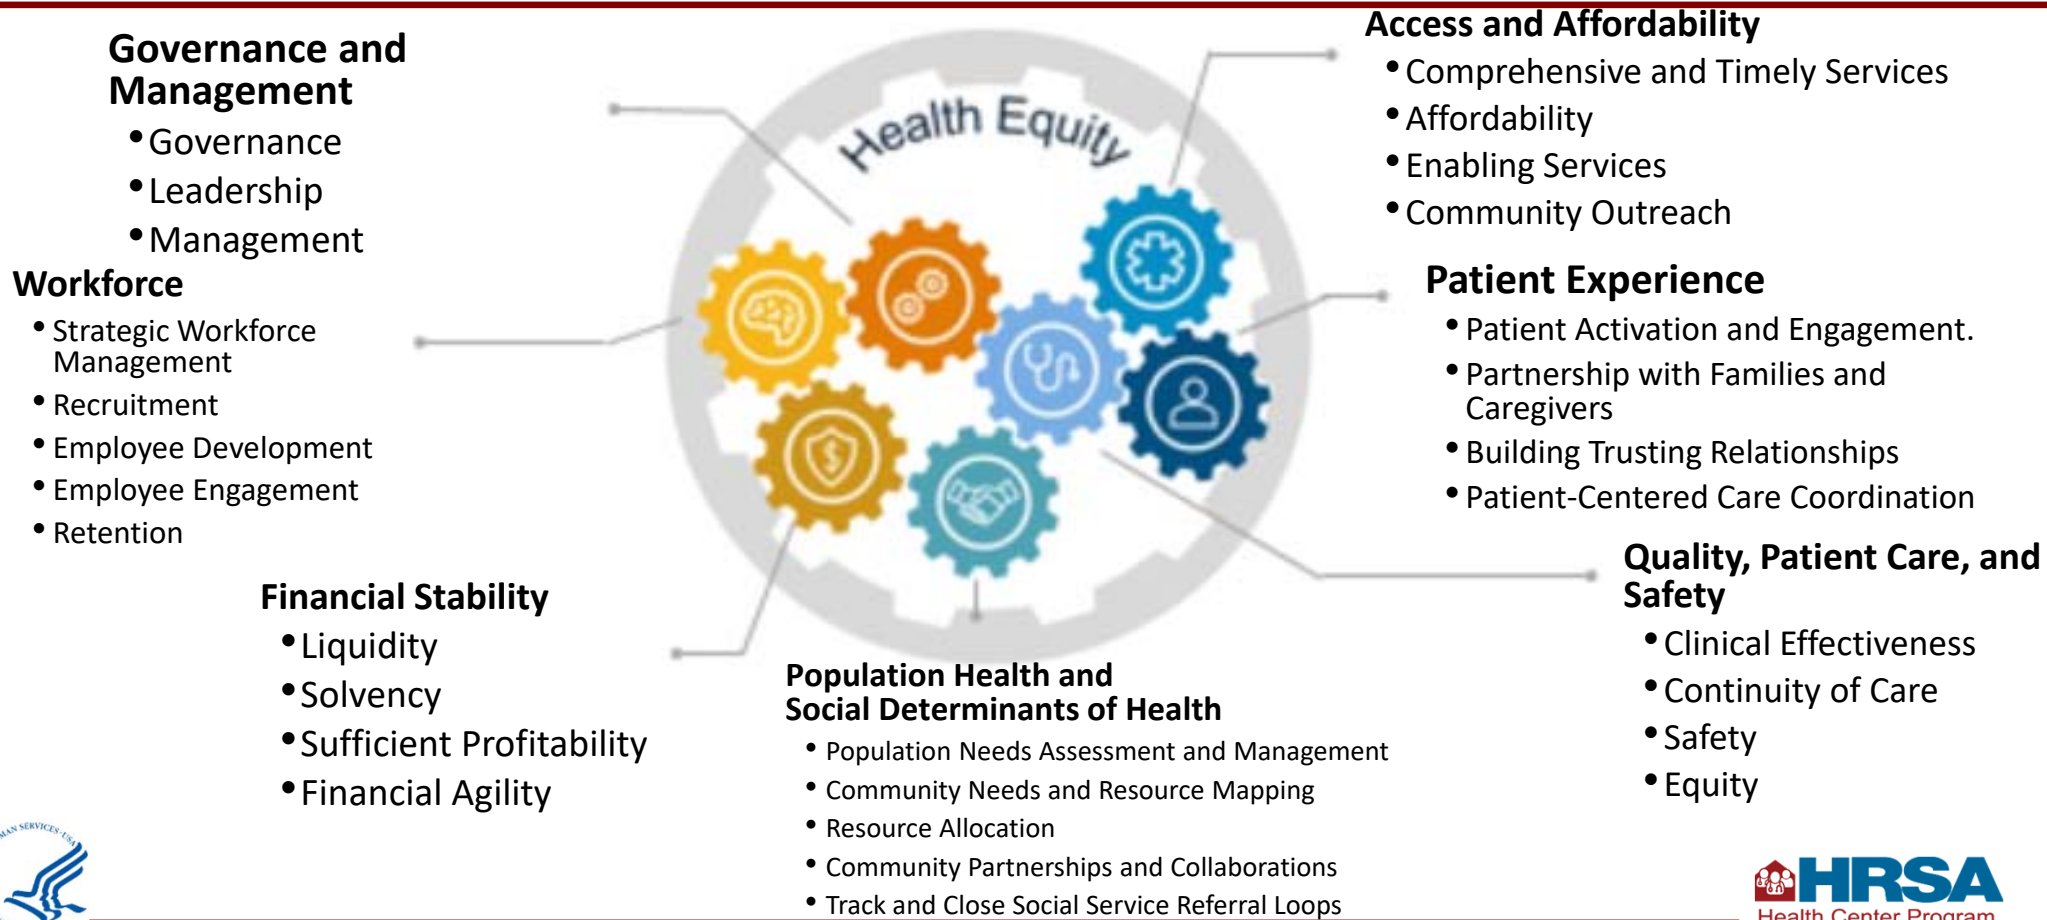 Governance and
Management
• Governance
• Leadership
• Management
Workforce
• Strategic Workforce
Management
• Recruitment
• Employee Development
• Employee Engagement
• Retention
Financial Stability
• Liquidity
• Solvency
• Sufficient Profitability
• Financial Agility
Health Equity
$
Population Health and
Social Determinants of Health
• Population Needs Assessment and Management
• Community Needs and Resource Mapping
• Resource Allocation
• Community Partnerships and Collaborations
• Track and Close Social Service Referral Loops
Access and Affordability
• Comprehensive and Timely Services
• Affordability
• Enabling Services
• Community Outreach
Patient Experience
• Patient Activation and Engagement.
• Partnership with Families and
Caregivers
• Building Trusting Relationships
• Patient-Centered Care Coordination
Quality, Patient Care, and
Safety
• Clinical Effectiveness
• Continuity of Care
• Safety
• Equity
SERVICES·USA
HRSA
Health Center Program